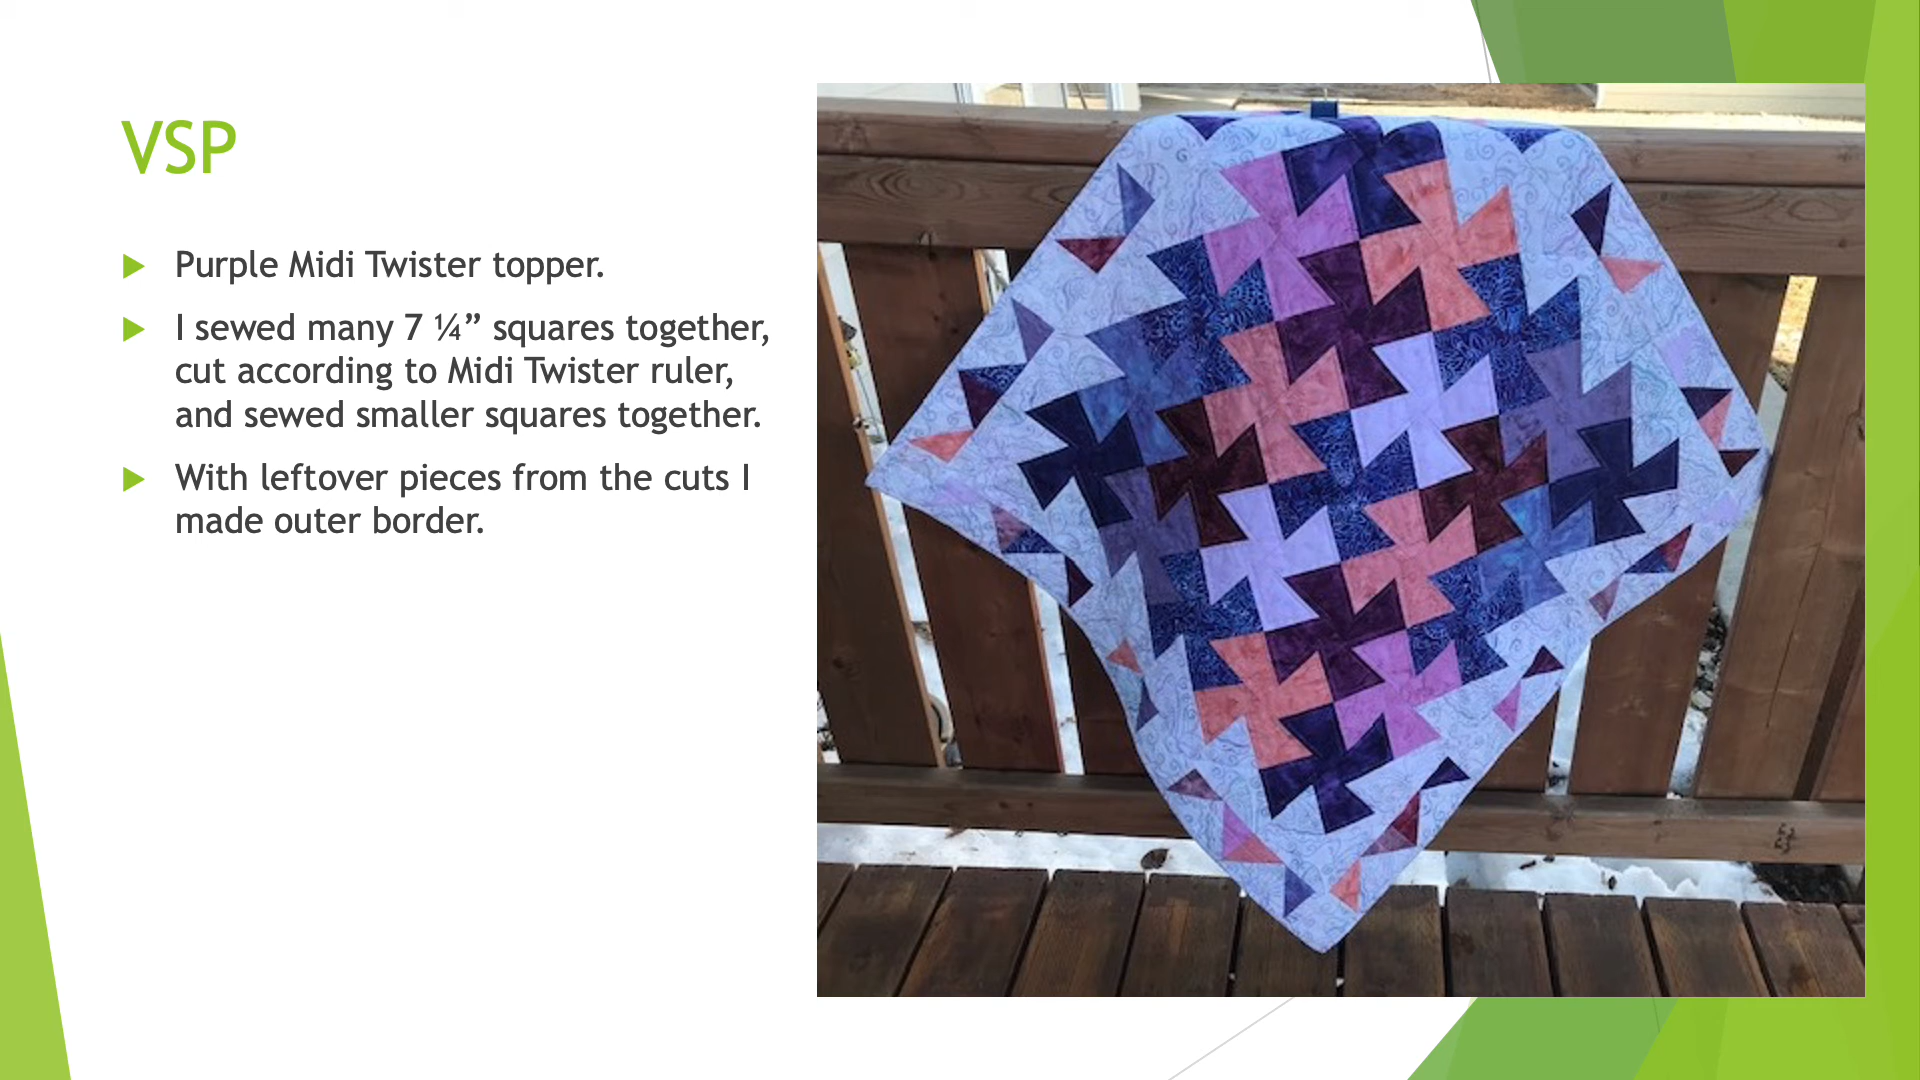 VSP
Purple Midi Twister topper.
I sewed many 7 ¼” squares together,
cut according to Midi Twister ruler,
and sewed smaller squares together.
With leftover pieces from the cuts I
made outer border.